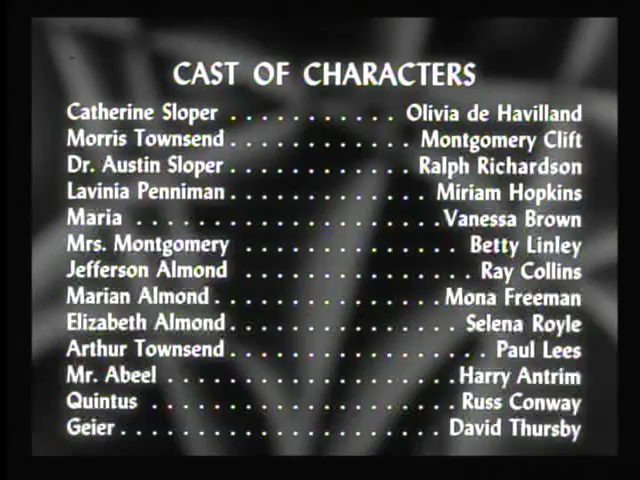 CAST OF CHARACTERS
Catherine Sloper . . . . . . . . . . . Olivia de Havilland
Morris Townsend . . . . . . . . . . . . Montgomery Clift
Dr. Austin Sloper . . . . . . . . . . . . Ralph Richardson
Lavinia Penniman . . . . . . . . . . . . . Miriam Hopkins
Maria . . . . . . . . . . . . . . . . . . . Vanessa Brown
Mrs. Montgomery . . . . . . . . . . . . . . Betty Linley
Jefferson Almond . . . . . . . . . . . . . . Ray Collins
Marian Almond . . . . . . . . . . . . . . Mona Freeman
Elizabeth Almond . . . . . . . . . . . . . . Selena Royle
Arthur Townsend . . . . . . . . . . . . . . . . Paul Lees
Mr. Abeel . . . . . . . . . . . . . . . . . . Harry Antrim
Quintus . . . . . . . . . . . . . . . . . . . Russ Conway
Geier . . . . . . . . . . . . . . . . . . . . David Thursby